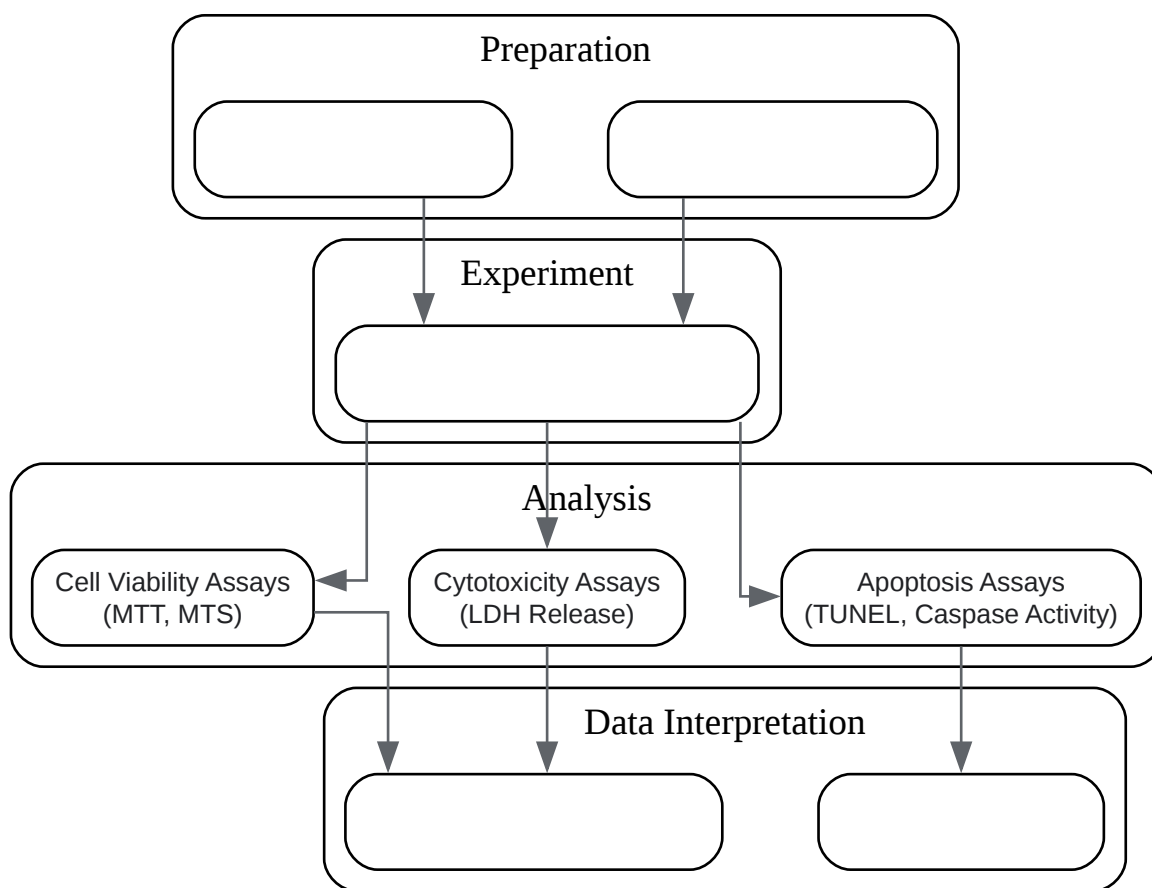 Preparation
Experiment
Analysis
Cell Viability Assays
(MTT, MTS)
Cytotoxicity Assays
(LDH Release)
Apoptosis Assays
(TUNEL, Caspase Activity)
Data Interpretation